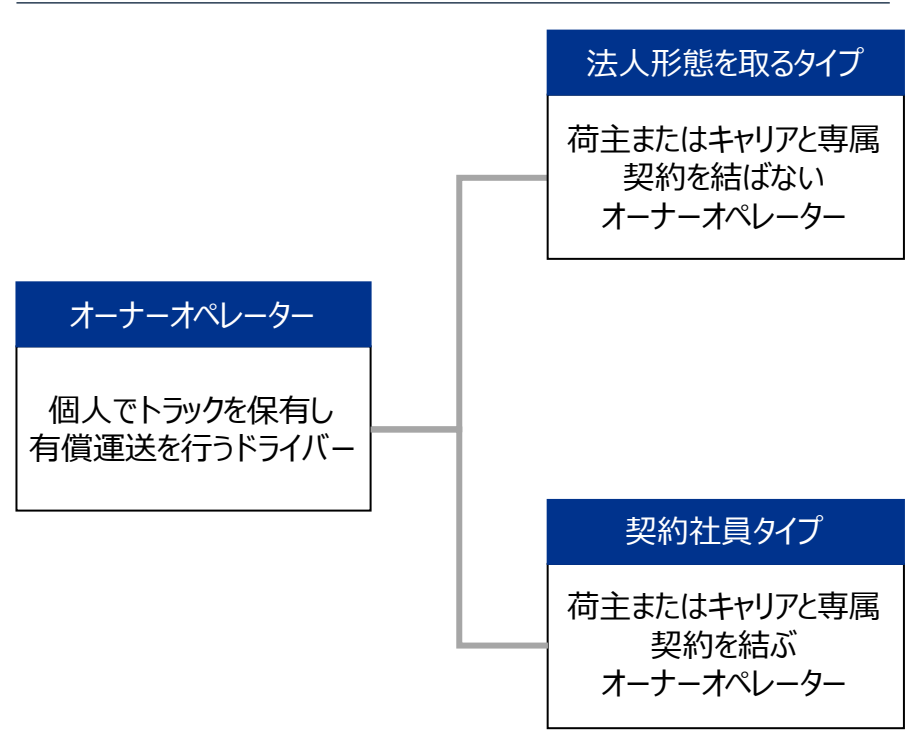 法人形態を取るタイプ
荷主またはキャリアと専属
契約を結ばない
オーナーオペレーター
オーナーオペレーター
個人でトラックを保有し
有償運送を行うドライバー
契約社員タイプ
荷主またはキャリアと専属
契約を結ぶ
オーナーオペレーター